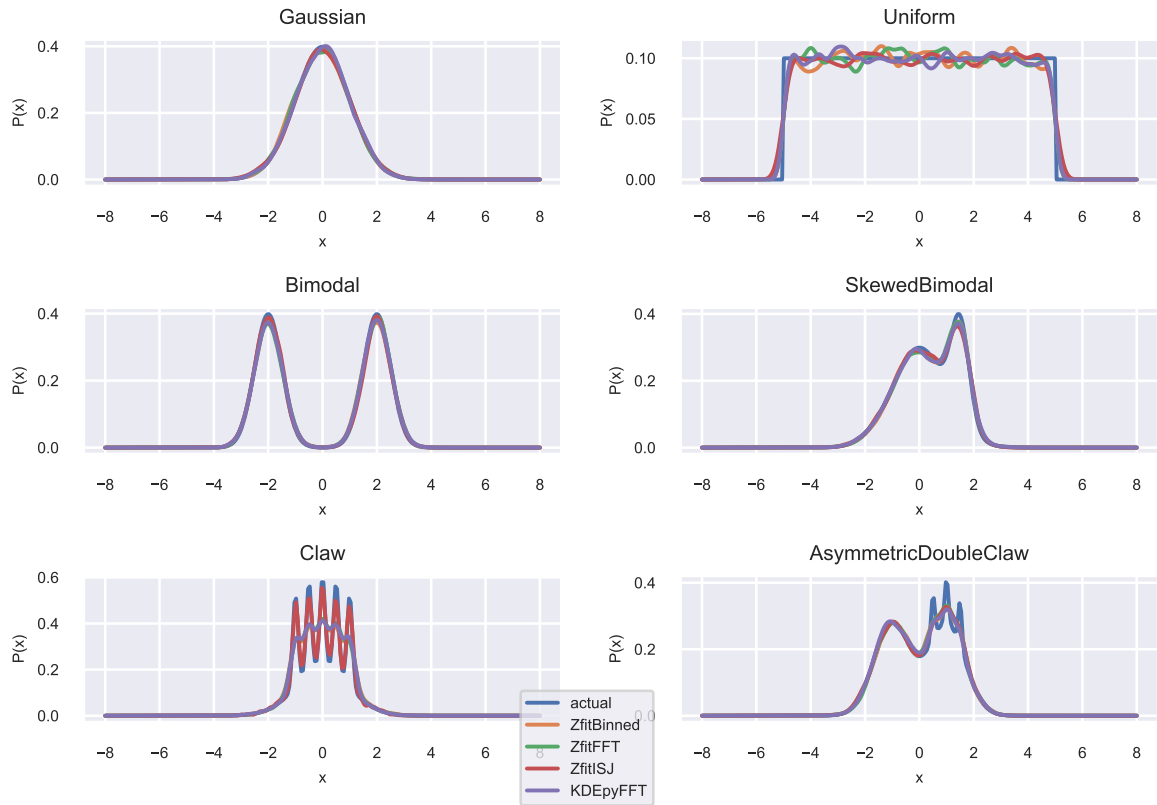 Gaussian
0.4
0.2
0.0
P(x)
−8 −6 −4 −2 0 2 4 6 8
x
Uniform
0.10
0.05
0.00
P(x)
−8 −6 −4 −2 0 2 4 6 8
x
Bimodal
0.4
0.2
0.0
P(x)
−8 −6 −4 −2 0 2 4 6 8
x
SkewedBimodal
0.4
0.2
0.0
P(x)
−8 −6 −4 −2 0 2 4 6 8
x
Claw
0.6
0.4
0.2
0.0
P(x)
−8 −6 −4 −2 0 2 4 6 8
x
AsymmetricDoubleClaw
0.4
0.2
0.0
P(x)
−8 −6 −4 −2 0 2 4 6 8
x
actual
ZfitBinned
ZfitFFT
ZfitISJ
KDEpyFFT